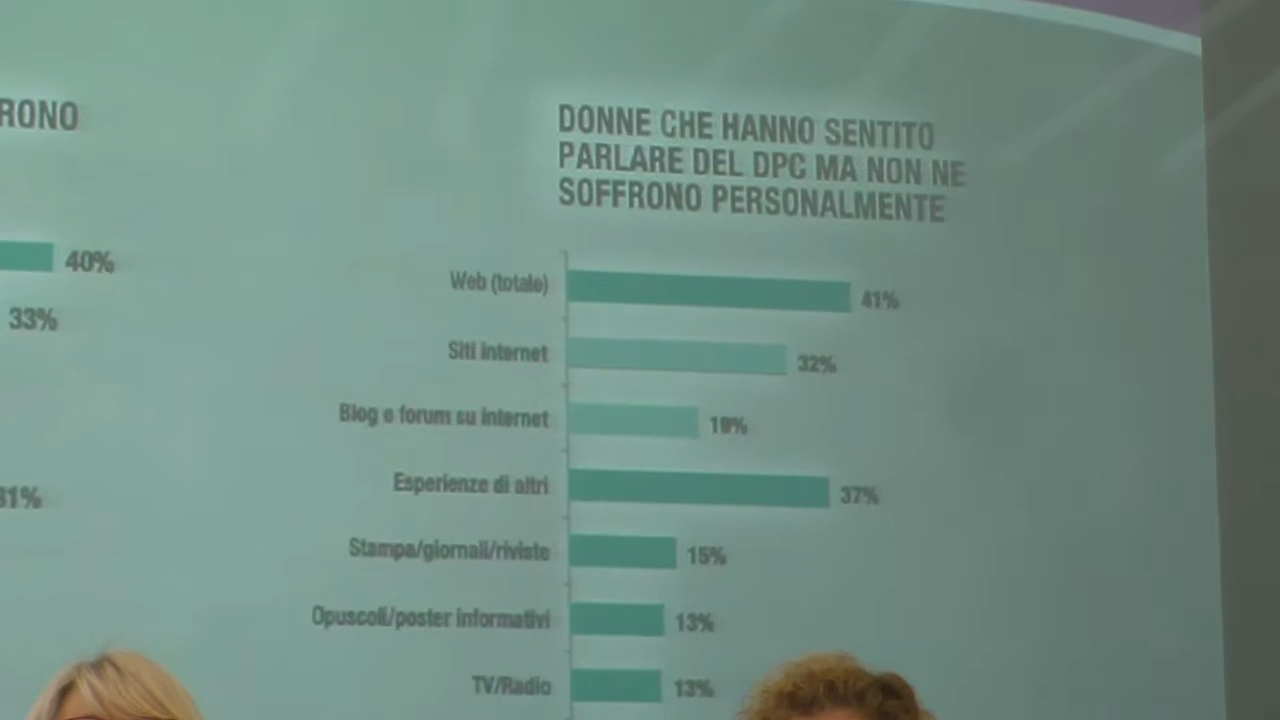 RONO
40%
33%
31%
DONNE CHE HANNO SENTITO
PARLARE DEL DPC MA NON NE
SOFFRONO PERSONALMENTE
Web (totale) 41%
Siti internet 32%
Blog e forum su internet
Esperienze di altri 37%
Stampa/giornali/riviste 15%
Opuscoli/poster informativi 13%
TV/Radio 13%